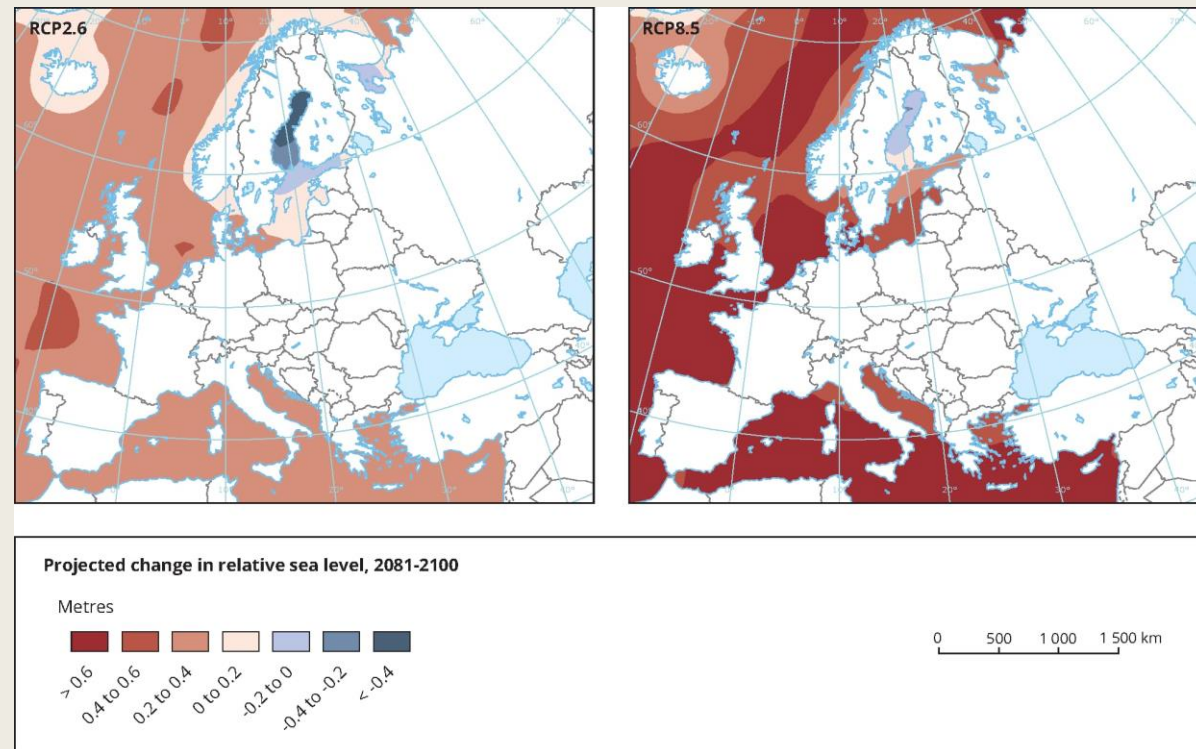 RCP2.6
RCP8.5
Projected change in relative sea level, 2081-2100
Metres
> 0.6
0.4 to 0.6
0.2 to 0.4
0 to 0.2
-0.2 to 0
-0.4 to -0.2
< -0.4
0 500 1 000 1 500 km